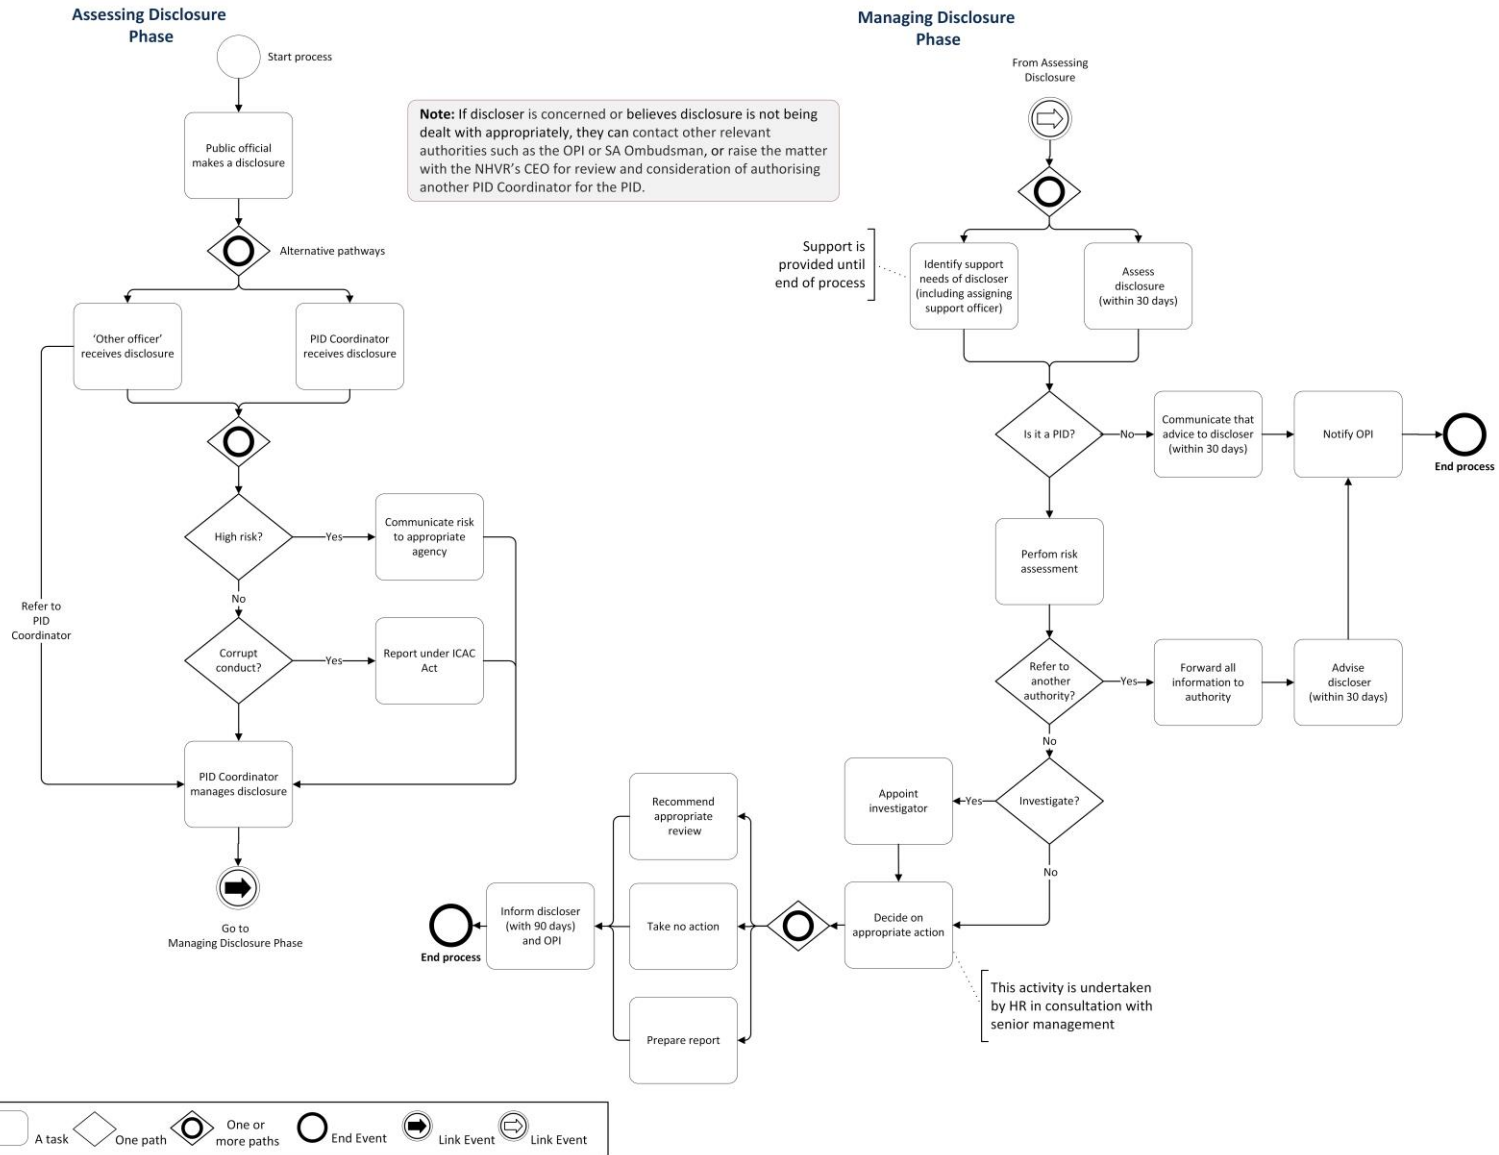 Assessing Disclosure
Phase
Start process
Public official
makes a disclosure
Alternative pathways
‘Other officer’
receives disclosure
PID Coordinator
receives disclosure
High risk?
Yes
Communicate risk
to appropriate
agency
No
Refer to
PID
Coordinator
Corrupt
conduct?
Yes
Report under ICAC
Act
PID Coordinator
manages disclosure
Go to
Managing Disclosure Phase
Note: If discloser is concerned or believes disclosure is not being
dealt with appropriately, they can contact other relevant
authorities such as the OPI or SA Ombudsman, or raise the matter
with the NHVR’s CEO for review and consideration of authorising
another PID Coordinator for the PID.
Managing Disclosure
Phase
From Assessing
Disclosure
Support is
provided until
end of process
Identify support
needs of discloser
(including assigning
support officer)
Assess
disclosure
(within 30 days)
Is it a PID?
No
Communicate that
advice to discloser
(within 30 days)
Notify OPI
End process
Perfom risk
assessment
Refer to
another
authority?
Yes
Forward all
information to
authority
Advise
discloser
(within 30 days)
No
Investigate?
Yes
Appoint
investigator
No
Decide on
appropriate action
This activity is undertaken
by HR in consultation with
senior management
Recommend
appropriate
review
Take no action
Prepare report
Inform discloser
(with 90 days)
and OPI
End process
A task
One path
One or
more paths
End Event
Link Event
Link Event